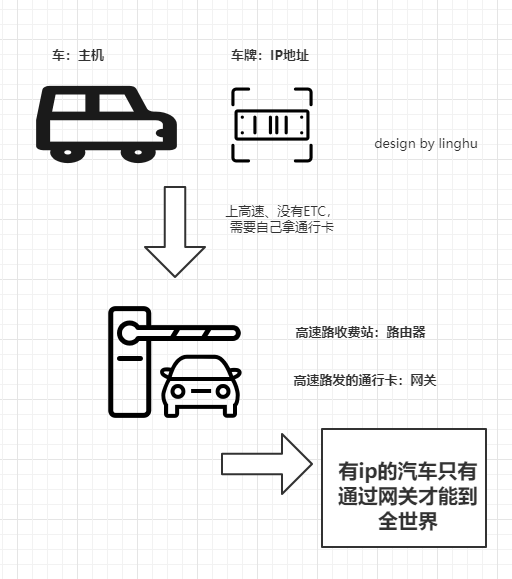 车：主机
车牌：IP地址
design by linghu
上高速、没有ETC，
需要自己拿通行卡
高速路收费站：路由器
高速路发的通行卡：网关
有ip的汽车只有
通过网关才能到
全世界